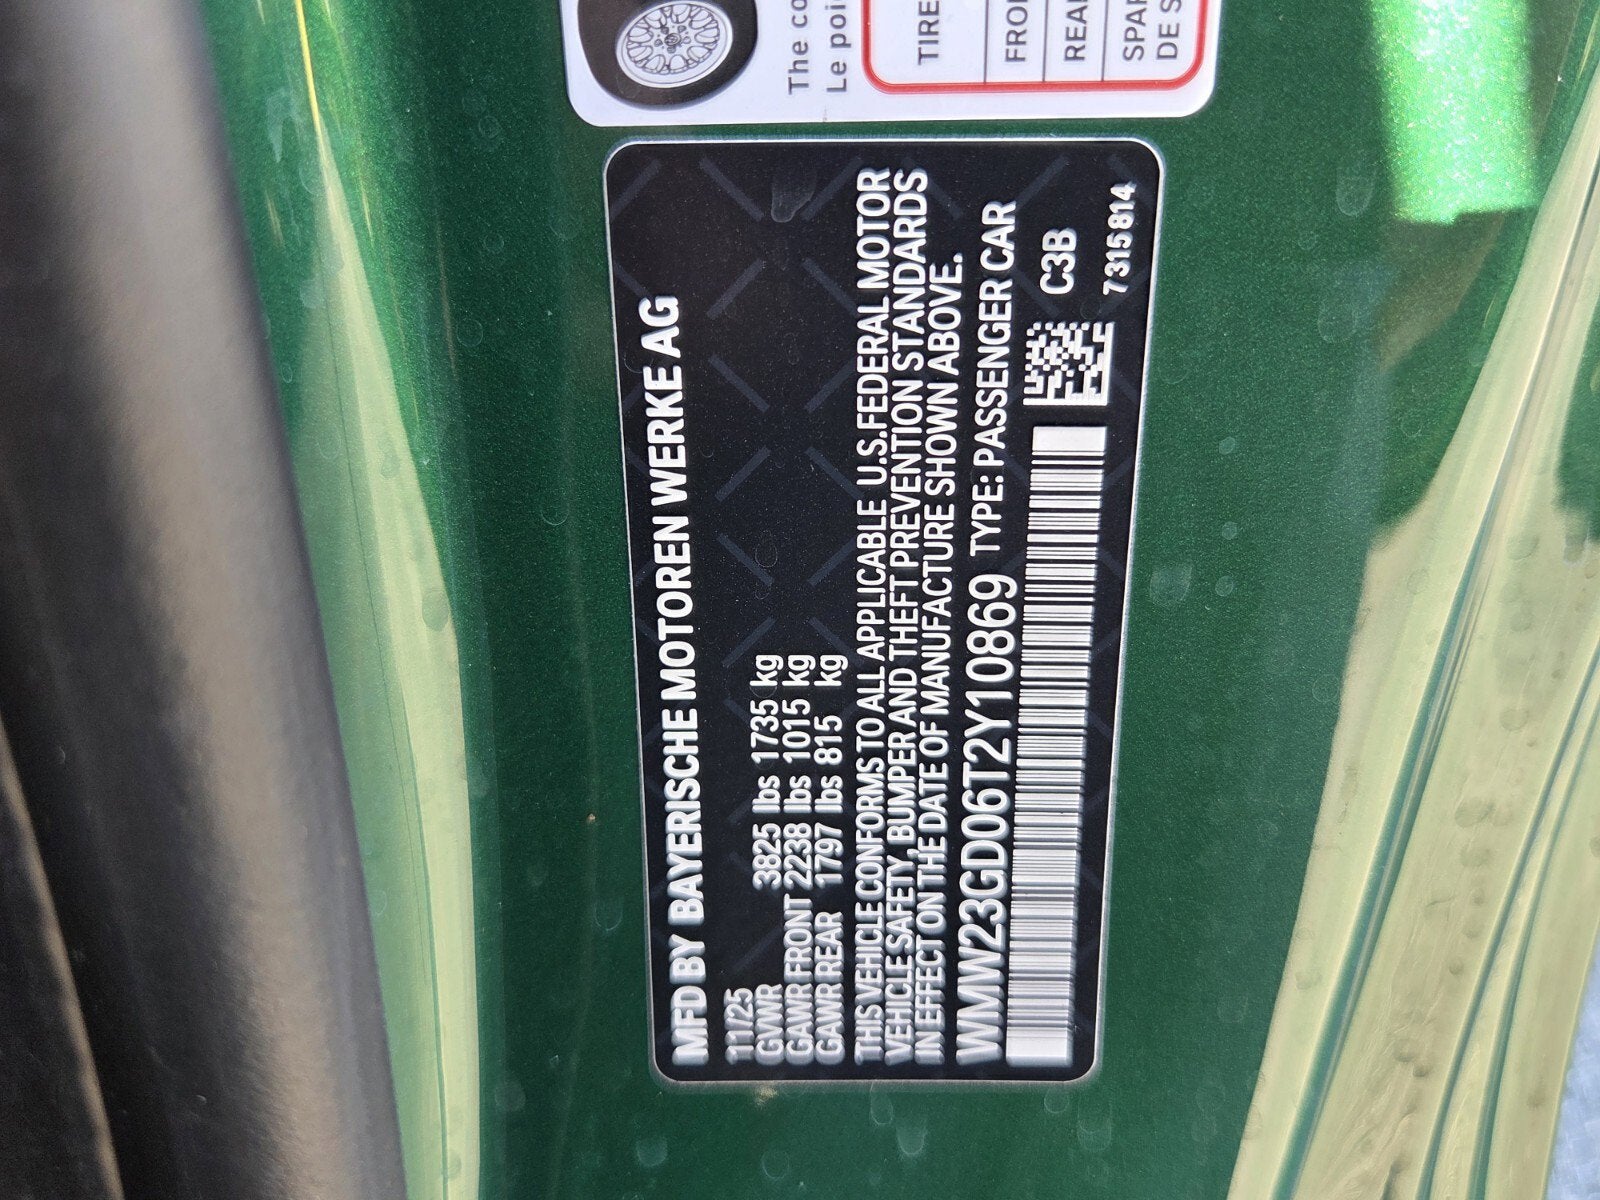 The co
Le poin
TIRE
FRON
REAR
SPAR
DE S
MFD BY BAYERISCHE MOTOREN WERKE AG
11/25
GVWR 3825 lbs 1735 kg
GAWR FRONT 2238 lbs 1015 kg
GAWR REAR 1797 lbs 815 kg
THIS VEHICLE CONFORMS TO ALL APPLICABLE U.S.FEDERAL MOTOR
VEHICLE SAFETY, BUMPER AND THEFT PREVENTION STANDARDS
IN EFFECT ON THE DATE OF MANUFACTURE SHOWN ABOVE.
WMW23GD06T2Y10869 TYPE: PASSENGER CAR
C3B
7315814